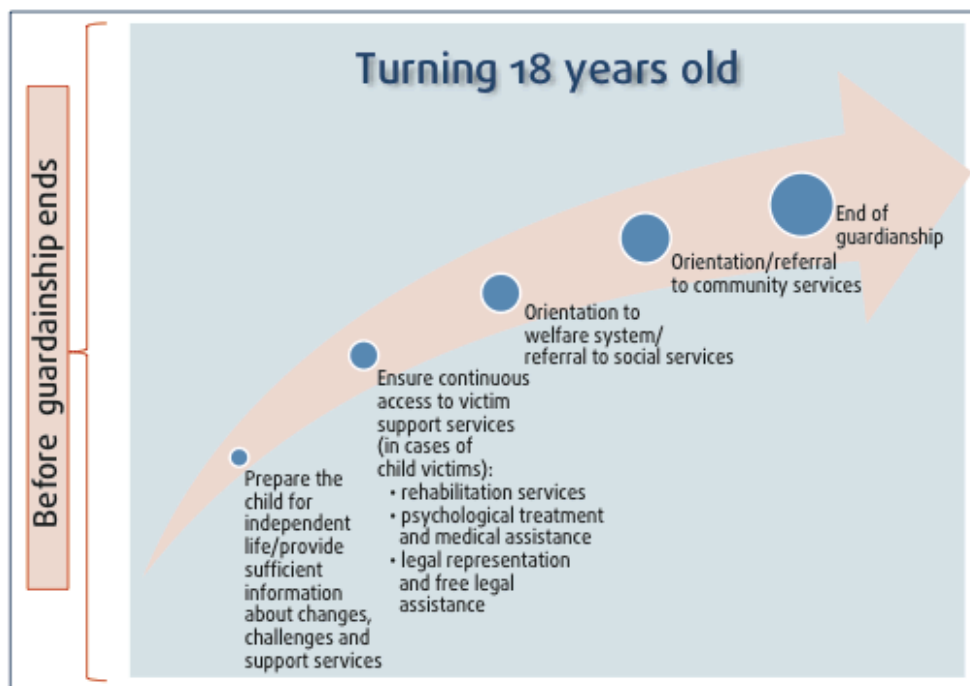 Turning 18 years old
Before guardainship ends
Prepare the
child for
independent
life/provide
sufficient
information
about changes,
challenges and
support services
Ensure continuous
access to victim
support services
(in cases of
child victims):
• rehabilitation services
• psychological treatment
and medical assistance
• legal representation
and free legal
assistance
Orientation to
welfare system/
referral to social services
Orientation/referral
to community services
End of
guardianship